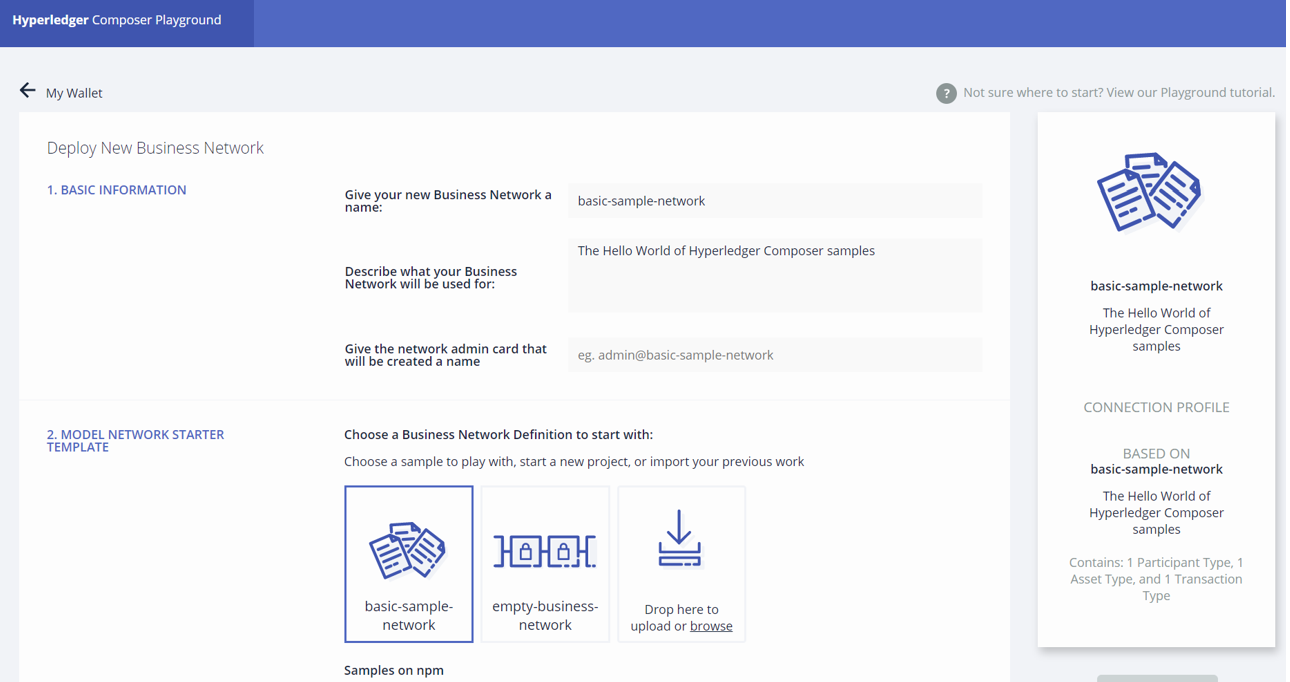 Hyperledger Composer Playground
My Wallet
? Not sure where to start? View our Playground tutorial.
Deploy New Business Network
1. BASIC INFORMATION
Give your new Business Network a
name:
basic-sample-network
Describe what your Business
Network will be used for:
The Hello World of Hyperledger Composer samples
Give the network admin card that
will be created a name
eg. admin@basic-sample-network
2. MODEL NETWORK STARTER
TEMPLATE
Choose a Business Network Definition to start with:
Choose a sample to play with, start a new project, or import your previous work
basic-sample-
network
empty-business-
network
Drop here to
upload or browse
Samples on npm
basic-sample-network
The Hello World of
Hyperledger Composer
samples
CONNECTION PROFILE
BASED ON
basic-sample-network
The Hello World of
Hyperledger Composer
samples
Contains: 1 Participant Type, 1
Asset Type, and 1 Transaction
Type